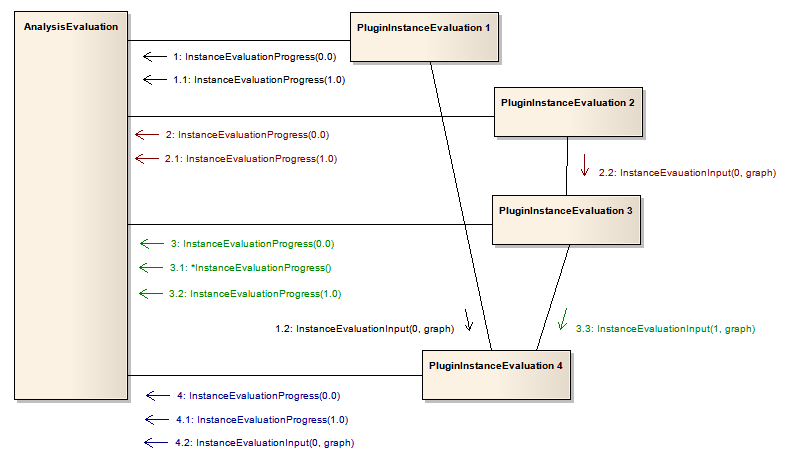 AnalysisEvaluation
PluginInstanceEvaluation 1
1: InstanceEvaluationProgress(0.0)
1.1: InstanceEvaluationProgress(1.0)
PluginInstanceEvaluation 2
2: InstanceEvaluationProgress(0.0)
2.1: InstanceEvaluationProgress(1.0)
2.2: InstanceEvauationInput(0, graph)
PluginInstanceEvaluation 3
3: InstanceEvaluationProgress(0.0)
3.1: *InstanceEvaluationProgress()
3.2: InstanceEvaluationProgress(1.0)
1.2: InstanceEvaluationInput(0, graph)
3.3: InstanceEvaluationInput(1, graph)
PluginInstanceEvaluation 4
4: InstanceEvaluationProgress(0.0)
4.1: InstanceEvaluationProgress(1.0)
4.2: InstanceEvaluationInput(0, graph)